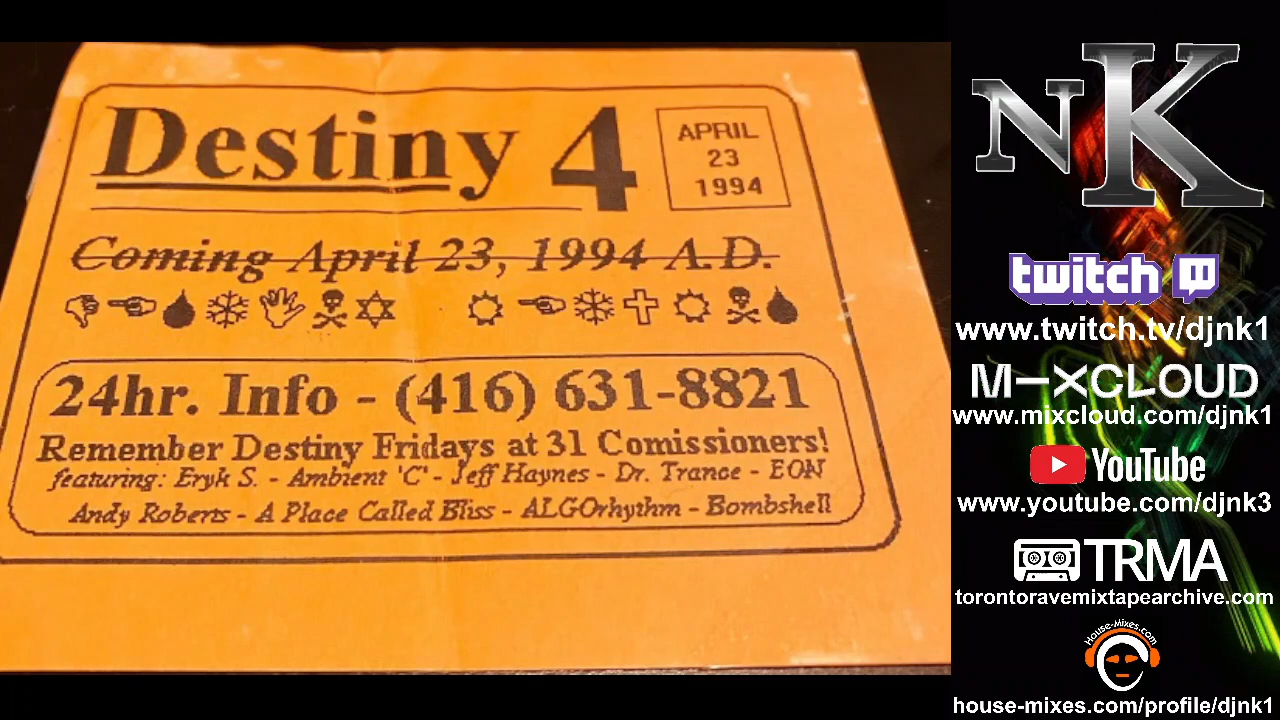 Destiny 4
APRIL
23
1994
Coming April 23, 1994 A.D.
24hr. Info - (416) 631-8821
Remember Destiny Fridays at 31 Comissioners!
featuring: Eryk S. - Ambient 'C' - Jeff Haynes - Dr. Trance - EON
Andy Roberts - A Place Called Bliss - ALGOrhythm - Bombshell
NK
twitch
www.twitch.tv/djnk1
MIXCLOUD
www.mixcloud.com/djnk1
YouTube
www.youtube.com/djnk3
TRMA
torontoravemixtapearchive.com
House-Mixes.com
house-mixes.com/profile/djnk1